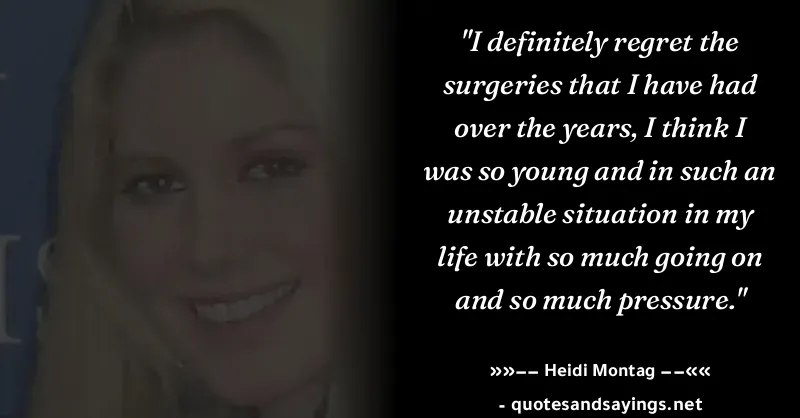 "I definitely regret the
surgeries that I have had
over the years, I think I
was so young and in such an
unstable situation in my
life with so much going on
and so much pressure."
»»−− Heidi Montag −−««
- quotesandsayings.net